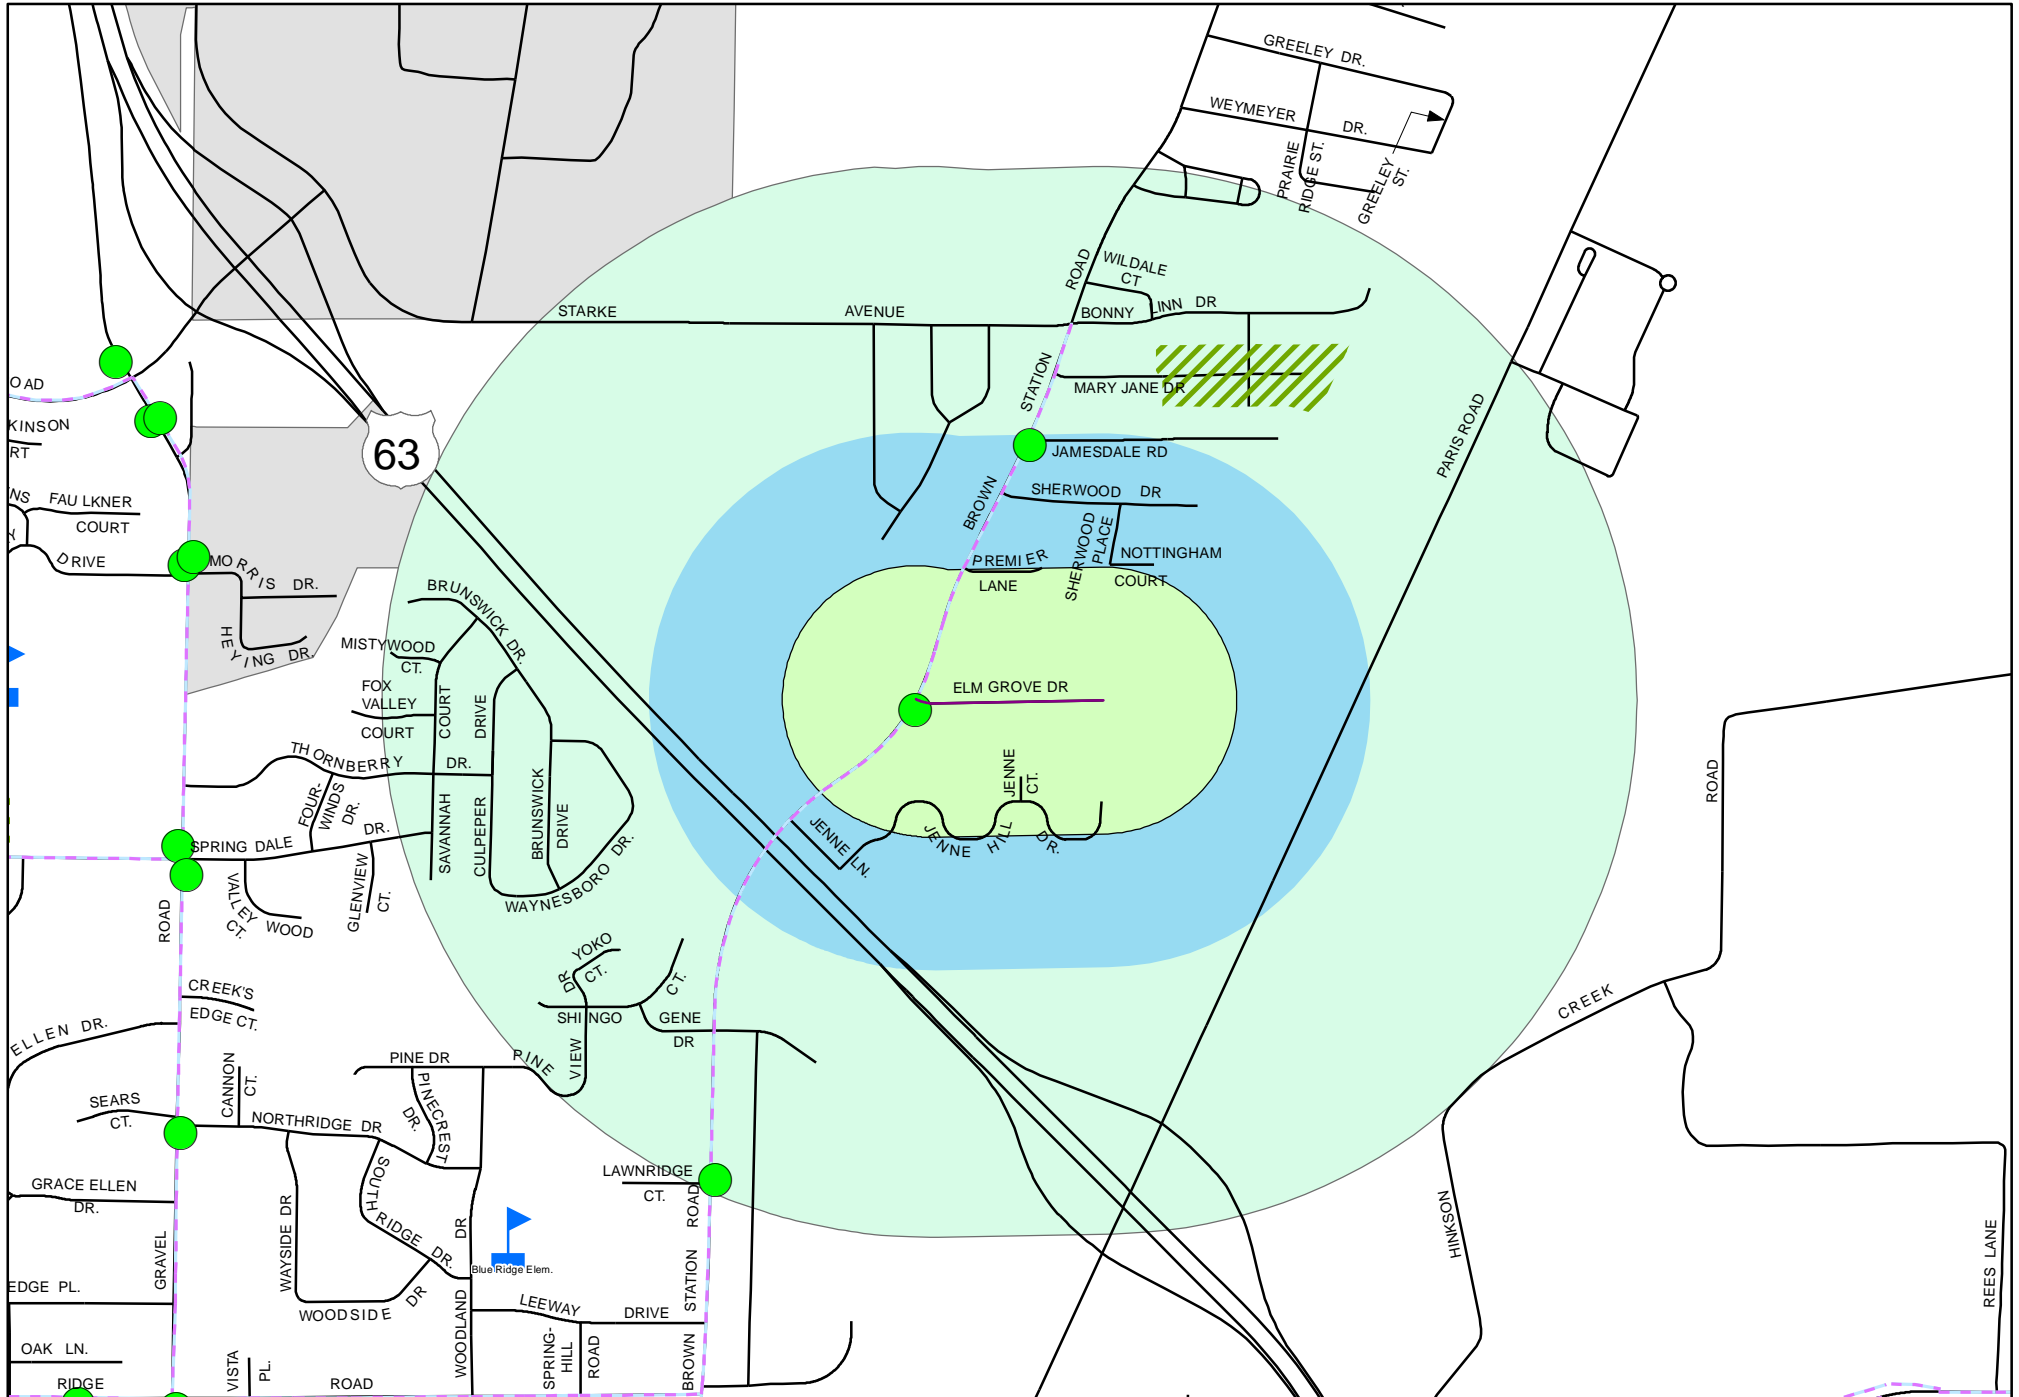 GREELEY DR.
WEYMEYER DR.
PRAIRIE
RIDGE ST.
GREELEY
ST.
ROAD
WILDALE
CT
BONNY LINN DR
STARKE AVENUE
STATION
MARY JANE DR
OAD
KINSON
RT
63
BROWN
JAMESDALE RD
PARIS ROAD
SHERWOOD DR
NS
FAULKNER
COURT
SHERWOOD
PLACE
NOTTINGHAM
COURT
Y
DRIVE
MORRIS DR.
PREMIER
LANE
BRUNSWICK DR.
HEYING DR.
MISTYWOOD
CT.
FOX
VALLEY
COURT
COURT
DRIVE
ELM GROVE DR
THORNBERRY DR.
FOUR-
WINDS
DR.
BRUNSWICK
DRIVE
JENNE
CT.
ROAD
SPRING DALE DR.
SAVANNAH
CULPEPER
JENNE LN.
JENNE HILL DR.
WAYNESBORO DR.
GLENVIEW
CT.
VALLEY
CT.
WOOD
ROAD
YOKO
CT.
DR
CT.
CREEK'S
EDGE CT.
SHINGO
GENE
DR
CREEK
ELLEN DR.
PINE DR
PINE
VIEW
CANNON
CT.
PINECREST
DR.
SEARS
CT.
NORTHRIDGE DR
SOUTH
RIDGE DR.
LAWNRIDGE
CT.
ROAD
GRACE ELLEN
DR.
WAYSIDE DR
DR
HINKSON
REES LANE
GRAVEL
Blue Ridge Elem.
STATION
EDGE PL.
WOODSIDE DR
WOODLAND
LEEWAY DRIVE
SPRING-
HILL
ROAD
BROWN
OAK LN.
VISTA
PL.
RIDGE ROAD